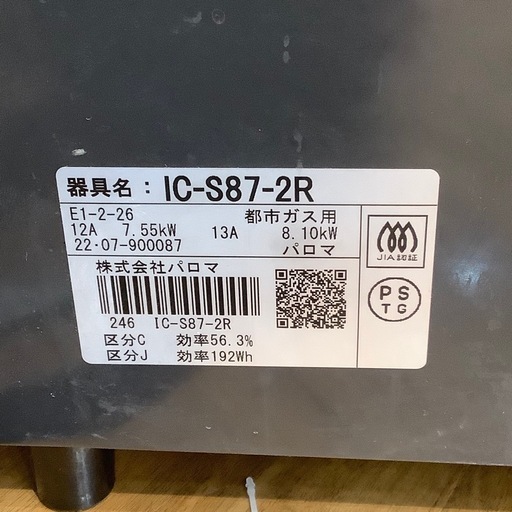 器具名: IC-S87-2R
E1-2-26 都市ガス用
12A 7.55kW 13A 8.10kW
22·07-900087 パロマ
株式会社パロマ
246 IC-S87-2R
区分C 効率56.3%
区分J 効率192Wh
JIA認証
PS
TG